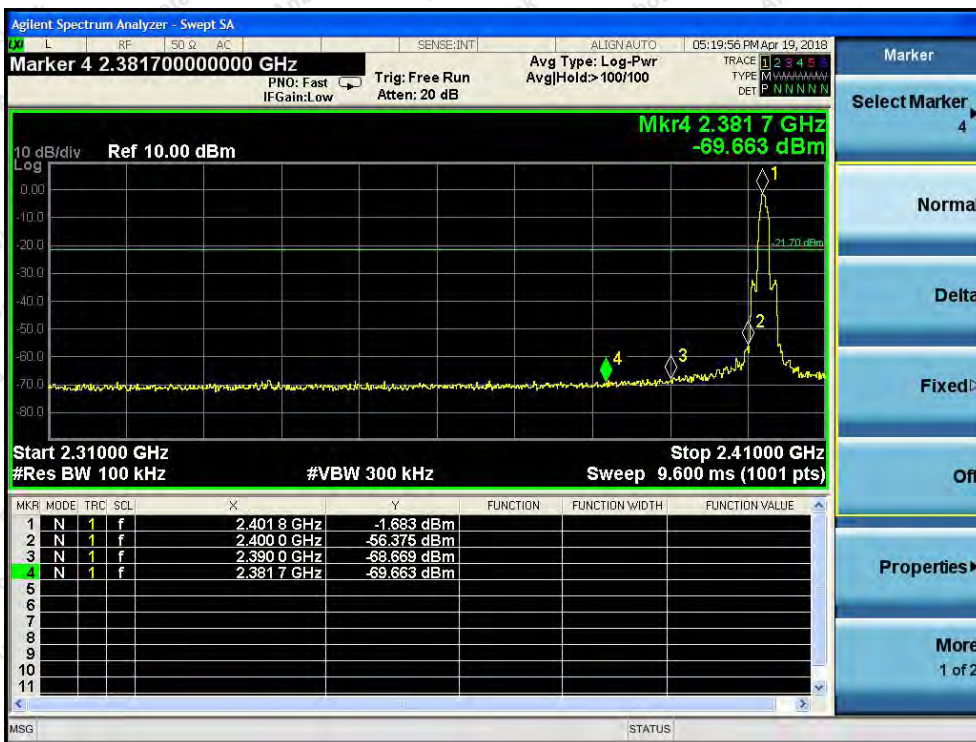 Agilent Spectrum Analyzer - Swept SA
LXI L RF 50 Ω AC SENSE:INT ALIGNAUTO 05:19:56 PM Apr 19, 2018
Marker 4 2.381700000000 GHz
PNO: Fast
IFGain:Low
Trig: Free Run
Atten: 20 dB
Avg Type: Log-Pwr
Avg|Hold:>100/100
TRACE 1 2 3 4 5 6
TYPE M
DET P N N N N N
Mkr4 2.381 7 GHz
-69.663 dBm
10 dB/div Ref 10.00 dBm
Log
0.00
-10.0
-20.0
-30.0
-40.0
-50.0
-60.0
-70.0
-80.0
1
-21.70 dBm
2
3
4
Start 2.31000 GHz Stop 2.41000 GHz
#Res BW 100 kHz #VBW 300 kHz Sweep 9.600 ms (1001 pts)
MKR MODE TRC SCL X Y FUNCTION FUNCTION WIDTH FUNCTION VALUE
1 N 1 f 2.401 8 GHz -1.683 dBm
2 N 1 f 2.400 0 GHz -56.375 dBm
3 N 1 f 2.390 0 GHz -68.669 dBm
4 N 1 f 2.381 7 GHz -69.663 dBm
5
6
7
8
9
10
11
MSG STATUS
Marker
Select Marker
4
Normal
Delta
Fixed
Off
Properties
More
1 of 2